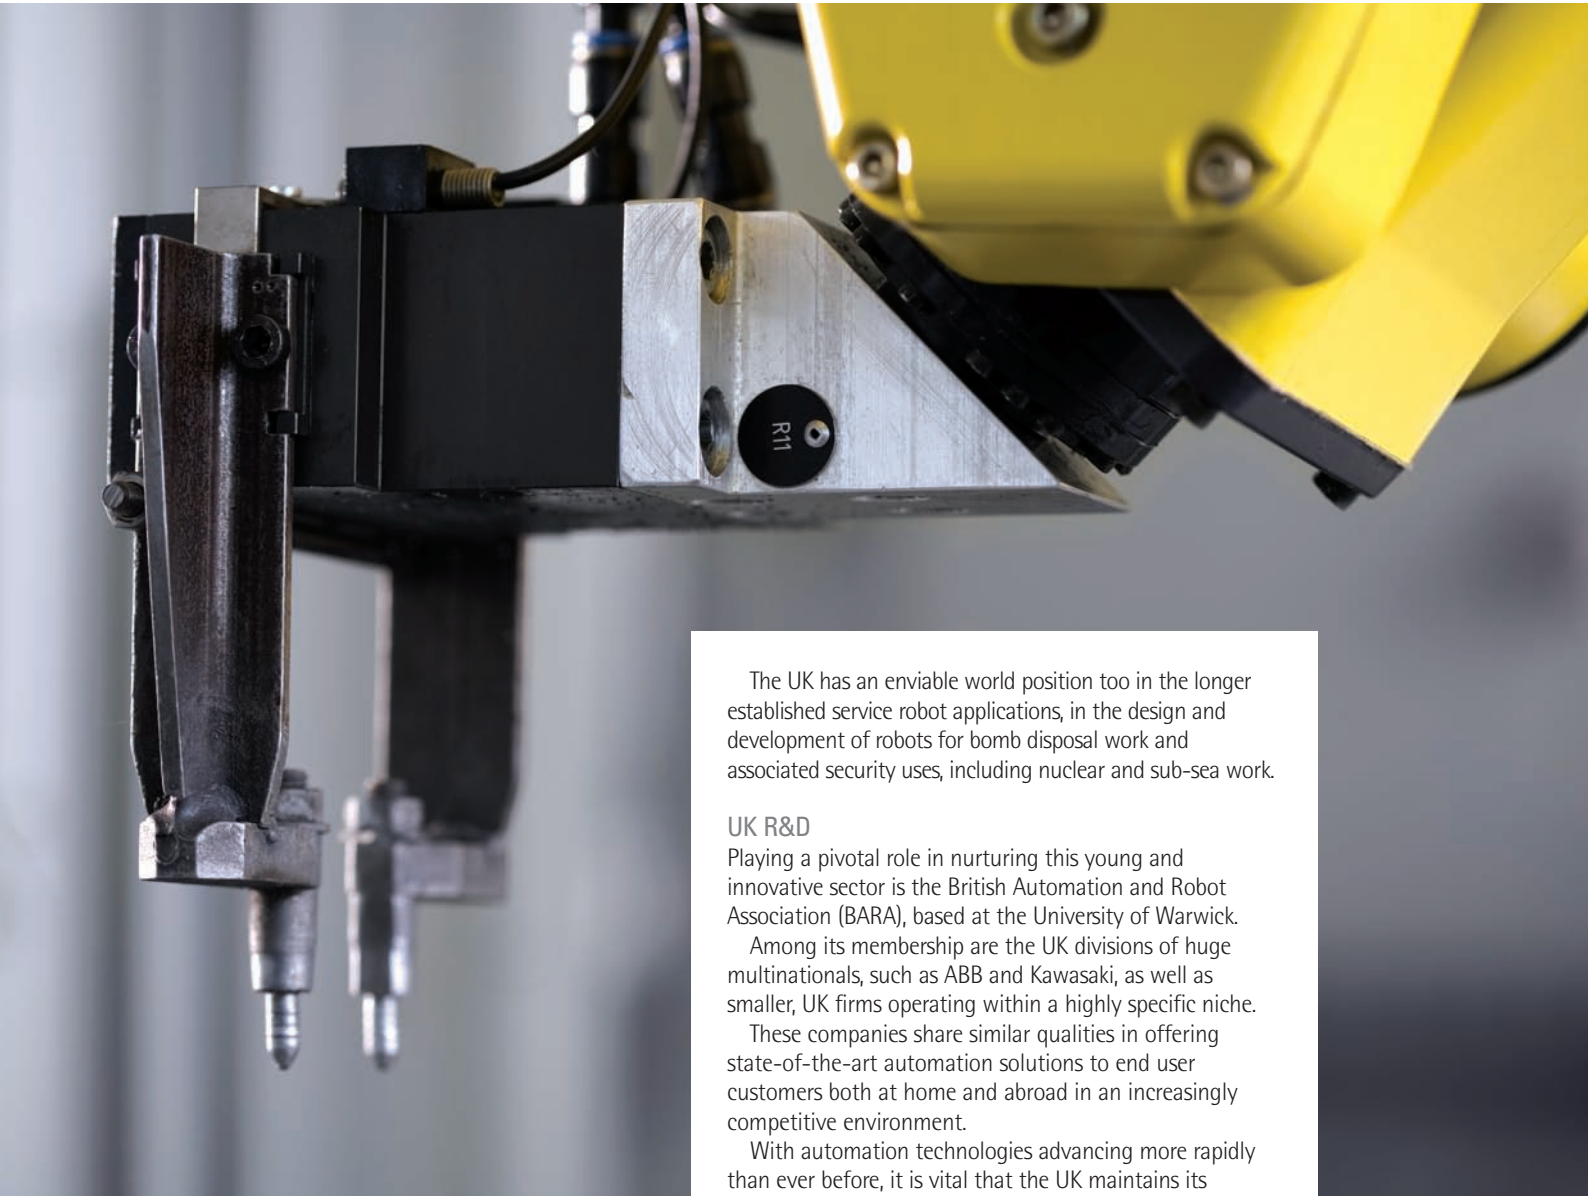 R11
The UK has an enviable world position too in the longer
established service robot applications, in the design and
development of robots for bomb disposal work and
associated security uses, including nuclear and sub-sea work.
UK R&D
Playing a pivotal role in nurturing this young and
innovative sector is the British Automation and Robot
Association (BARA), based at the University of Warwick.
Among its membership are the UK divisions of huge
multinationals, such as ABB and Kawasaki, as well as
smaller, UK firms operating within a highly specific niche.
These companies share similar qualities in offering
state-of-the-art automation solutions to end user
customers both at home and abroad in an increasingly
competitive environment.
With automation technologies advancing more rapidly
than ever before, it is vital that the UK maintains its